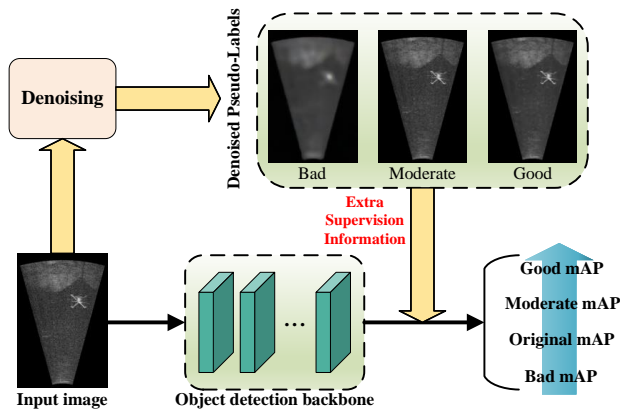 Denoising
Denoised Pseudo-Labels
Bad
Moderate
Good
Extra
Supervision
Information
Input image
...
Object detection backbone
Good mAP
Moderate mAP
Original mAP
Bad mAP